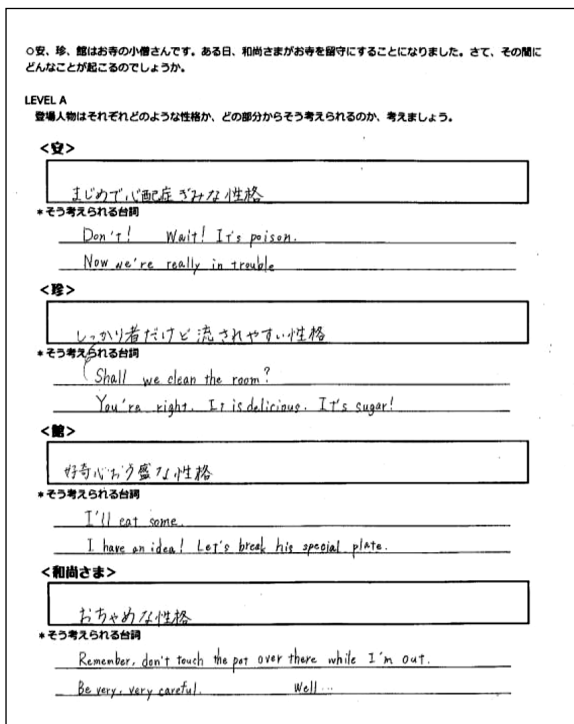 ○安、珍、館はお寺の小僧さんです。ある日、和尚さまがお寺を留守にすることになりました。さて、その間に
どんなことが起こるのでしょうか。
LEVEL A
登場人物はそれぞれどのような性格か、どの部分からそう考えられるのか、考えましょう。
<安>
まじめで心配症ぎみな性格
*そう考えられる台詞
Don't! Wait! It's poison.
Now we're really in trouble
<珍>
しっかり者だけど流されやすい性格
*そう考えられる台詞
Shall we clean the room?
You're right. It is delicious. It's sugar!
<館>
好奇心おう盛な性格
*そう考えられる台詞
I'll eat some.
I have an idea! Let's break his special plate.
<和尚さま>
おちゃめな性格
*そう考えられる台詞
Remember, don't touch the pot over there while I'm out.
Be very, very careful. Well...